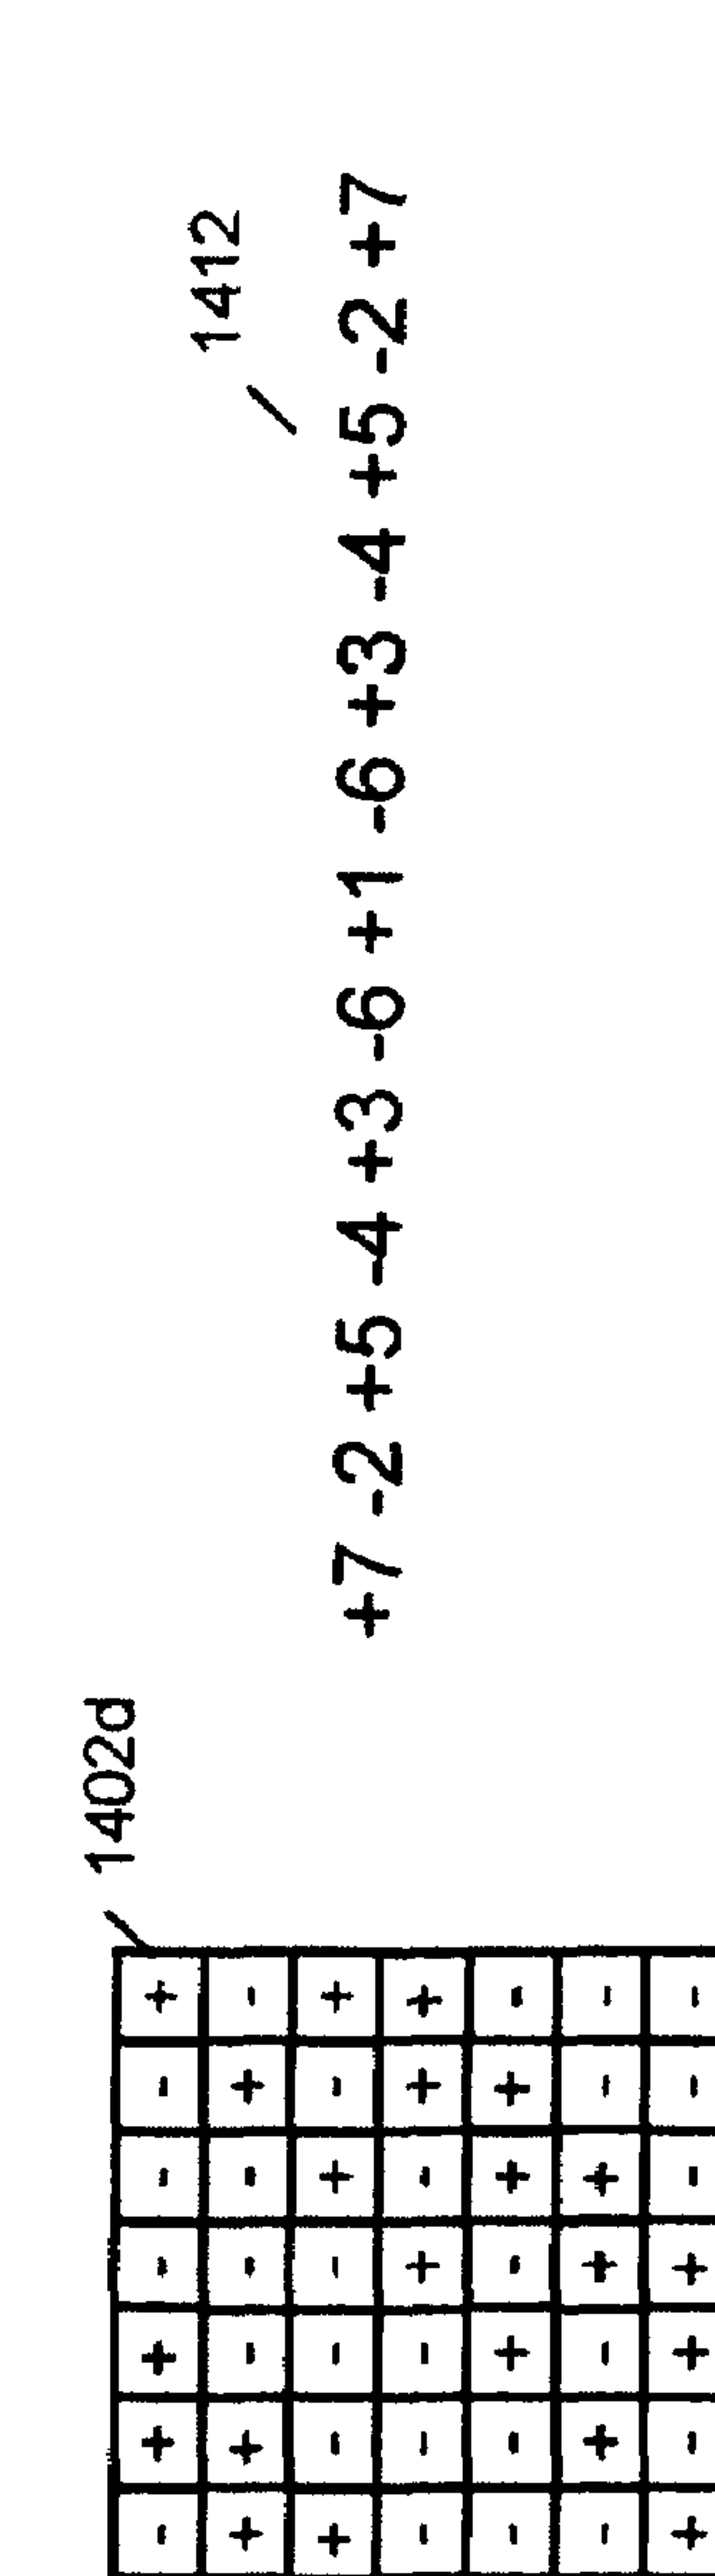 1402d
- + + - - - +
+ + - - - + -
+ - - - + - +
- - - + - + +
- - + - + + -
- + - + + - -
+ - + + - - -
1412
+7 -2 +5 -4 +3 -6 +1 -6 +3 -4 +5 -2 +7